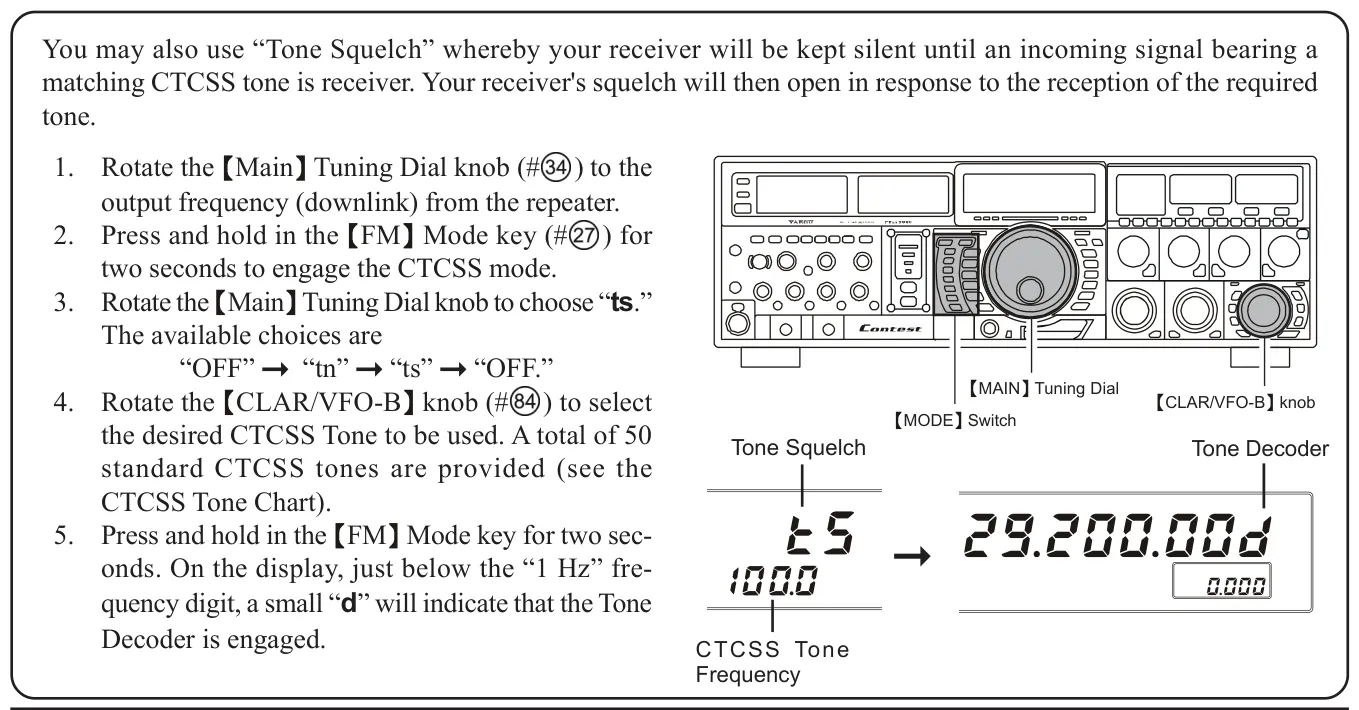 You may also use “Tone Squelch” whereby your receiver will be kept silent until an incoming signal bearing a
matching CTCSS tone is receiver. Your receiver's squelch will then open in response to the reception of the required
tone.
1. Rotate the【Main】Tuning Dial knob (#㉞) to the
output frequency (downlink) from the repeater.
2. Press and hold in the【FM】Mode key (#㉗) for
two seconds to engage the CTCSS mode.
3. Rotate the【Main】Tuning Dial knob to choose “ts.”
The available choices are
“OFF” ➞ “tn” ➞ “ts” ➞ “OFF.”
4. Rotate the【CLAR/VFO-B】knob (#84) to select
the desired CTCSS Tone to be used. A total of 50
standard CTCSS tones are provided (see the
CTCSS Tone Chart).
5. Press and hold in the【FM】Mode key for two sec-
onds. On the display, just below the “1 Hz” fre-
quency digit, a small “d” will indicate that the Tone
Decoder is engaged.
Contest
【MAIN】Tuning Dial
【CLAR/VFO-B】knob
【MODE】Switch
Tone Squelch
Tone Decoder
tS
100.0
➞
29.200.00d
0.000
CTCSS Tone
Frequency